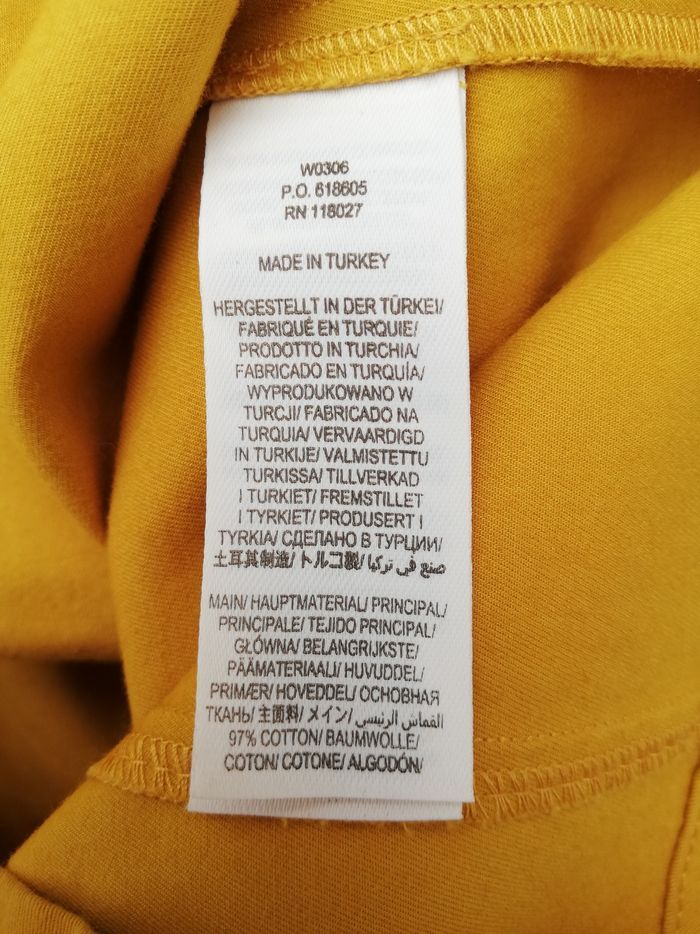 W0306
P.O. 618605
RN 118027
MADE IN TURKEY
HERGESTELLT IN DER TÜRKEI/
FABRIQUÉ EN TURQUIE/
PRODOTTO IN TURCHIA/
FABRICADO EN TURQUÍA/
WYPRODUKOWANO W
TURCJI/ FABRICADO NA
TURQUIA/ VERVAARDIGD
IN TURKIJE/ VALMISTETTU
TURKISSA/ TILLVERKAD
I TURKIET/ FREMSTILLET
I TYRKIET/ PRODUSERT I
TYRKIA/ СДЕЛАНО В ТУРЦИИ/
土耳其制造/ トルコ製/ صنع في تركيا
MAIN/ HAUPTMATERIAL/ PRINCIPAL/
PRINCIPALE/ TEJIDO PRINCIPAL/
GŁÓWNA/ BELANGRIJKSTE/
PÄÄMATERIAALI/ HUVUDDEL/
PRIMÆR/ HOVEDDEL/ ОСНОВНАЯ
ТКАНЬ/ 主面料/ メイン/ القماش الرئيسي/
97% COTTON/ BAUMWOLLE/
COTON/ COTONE/ ALGODÓN/